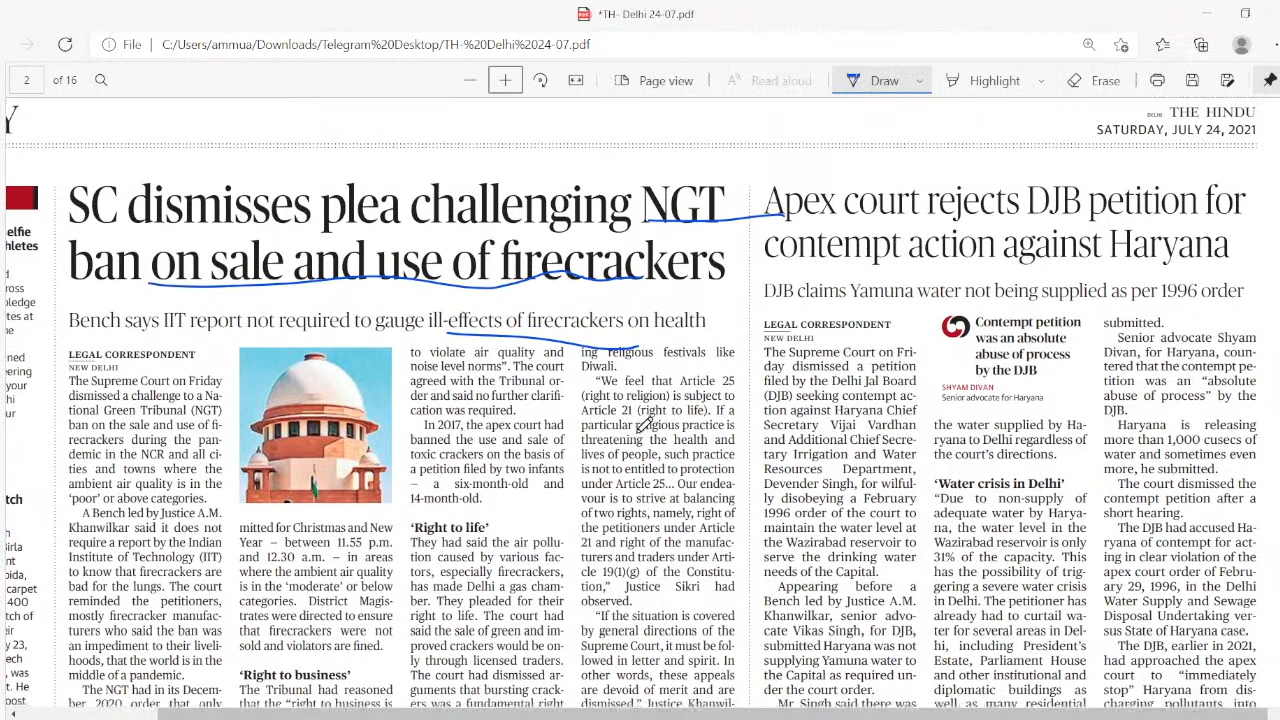 *TH- Delhi 24-07.pdf
File
C:/Users/ammua/Downloads/Telegram%20Desktop/TH-%20Delhi%2024-07.pdf
2 of 16
Page view
Read aloud
Draw
Highlight
Erase
Y
DELHI THE HINDU
SATURDAY, JULY 24, 2021
SC dismisses plea challenging NGT
ban on sale and use of firecrackers
Bench says IIT report not required to gauge ill-effects of firecrackers on health
LEGAL CORRESPONDENT
NEW DELHI
The Supreme Court on Friday
dismissed a challenge to a Na-
tional Green Tribunal (NGT)
ban on the sale and use of fi-
recrackers during the pan-
demic in the NCR and all ci-
ties and towns where the
ambient air quality is in the
‘poor’ or above categories.
A Bench led by Justice A.M.
Khanwilkar said it does not
require a report by the Indian
Institute of Technology (IIT)
to know that firecrackers are
bad for the lungs. The court
reminded the petitioners,
mostly firecracker manufac-
turers who said the ban was
an impediment to their liveli-
hoods, that the world is in the
middle of a pandemic.
The NGT had in its Decem-
ber 2020 order that only
mitted for Christmas and New
Year – between 11.55 p.m.
and 12.30 a.m. – in areas
where the ambient air quality
is in the ‘moderate’ or below
categories. District Magis-
trates were directed to ensure
that firecrackers were not
sold and violators are fined.
‘Right to business’
The Tribunal had reasoned
that the “right to business is
to violate air quality and
noise level norms”. The court
agreed with the Tribunal or-
der and said no further clarifi-
cation was required.
In 2017, the apex court had
banned the use and sale of
toxic crackers on the basis of
a petition filed by two infants
– a six-month-old and
14-month-old.
‘Right to life’
They had said the air pollu-
tion caused by various fac-
tors, especially firecrackers,
has made Delhi a gas cham-
ber. They pleaded for their
right to life. The court had
said the sale of green and im-
proved crackers would be on-
ly through licensed traders.
The court had dismissed ar-
guments that bursting crack-
ers was a fundamental right
ing religious festivals like
Diwali.
“We feel that Article 25
(right to religion) is subject to
Article 21 (right to life). If a
particular religious practice is
threatening the health and
lives of people, such practice
is not to entitled to protection
under Article 25... Our endea-
vour is to strive at balancing
of two rights, namely, right of
the petitioners under Article
21 and right of the manufac-
turers and traders under Arti-
cle 19(1)(g) of the Constitu-
tion,” Justice Sikri had
observed.
“If the situation is covered
by general directions of the
Supreme Court, it must be fol-
lowed in letter and spirit. In
other words, these appeals
are devoid of merit and are
dismissed,” Justice Khanwil-
Apex court rejects DJB petition for
contempt action against Haryana
DJB claims Yamuna water not being supplied as per 1996 order
LEGAL CORRESPONDENT
NEW DELHI
The Supreme Court on Fri-
day dismissed a petition
filed by the Delhi Jal Board
(DJB) seeking contempt ac-
tion against Haryana Chief
Secretary Vijai Vardhan
and Additional Chief Secre-
tary Irrigation and Water
Resources Department,
Devender Singh, for wilful-
ly disobeying a February
1996 order of the court to
maintain the water level at
the Wazirabad reservoir to
serve the drinking water
needs of the Capital.
Appearing before a
Bench led by Justice A.M.
Khanwilkar, senior advo-
cate Vikas Singh, for DJB,
submitted Haryana was not
supplying Yamuna water to
the Capital as required un-
der the court order.
Mr. Singh said there was
Contempt petition
was an absolute
abuse of process
by the DJB
SHYAM DIVAN
Senior advocate for Haryana
the water supplied by Ha-
ryana to Delhi regardless of
the court’s directions.
‘Water crisis in Delhi’
“Due to non-supply of
adequate water by Harya-
na, the water level in the
Wazirabad reservoir is only
31% of the capacity. This
has the possibility of trig-
gering a severe water crisis
in Delhi. The petitioner has
already had to curtail wa-
ter for several areas in Del-
hi, including President’s
Estate, Parliament House
and other institutional and
diplomatic buildings as
well as many residential
submitted.
Senior advocate Shyam
Divan, for Haryana, coun-
tered that the contempt pe-
tition was an “absolute
abuse of process” by the
DJB.
Haryana is releasing
more than 1,000 cusecs of
water and sometimes even
more, he submitted.
The court dismissed the
contempt petition after a
short hearing.
The DJB had accused Ha-
ryana of contempt for act-
ing in clear violation of the
apex court order of Febru-
ary 29, 1996, in the Delhi
Water Supply and Sewage
Disposal Undertaking ver-
sus State of Haryana case.
The DJB, earlier in 2021,
had approached the apex
court to “immediately
stop” Haryana from dis-
charging pollutants into